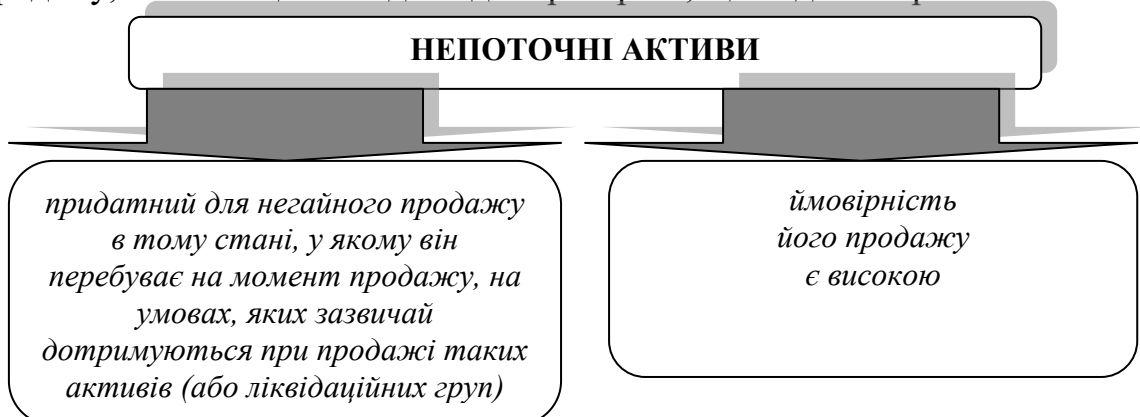 НЕПОТОЧНІ АКТИВИ
придатний для негайного продажу
в тому стані, у якому він
перебуває на момент продажу, на
умовах, яких зазвичай
дотримуються при продажі таких
активів (або ліквідаційних груп)
ймовірність
його продажу
є високою